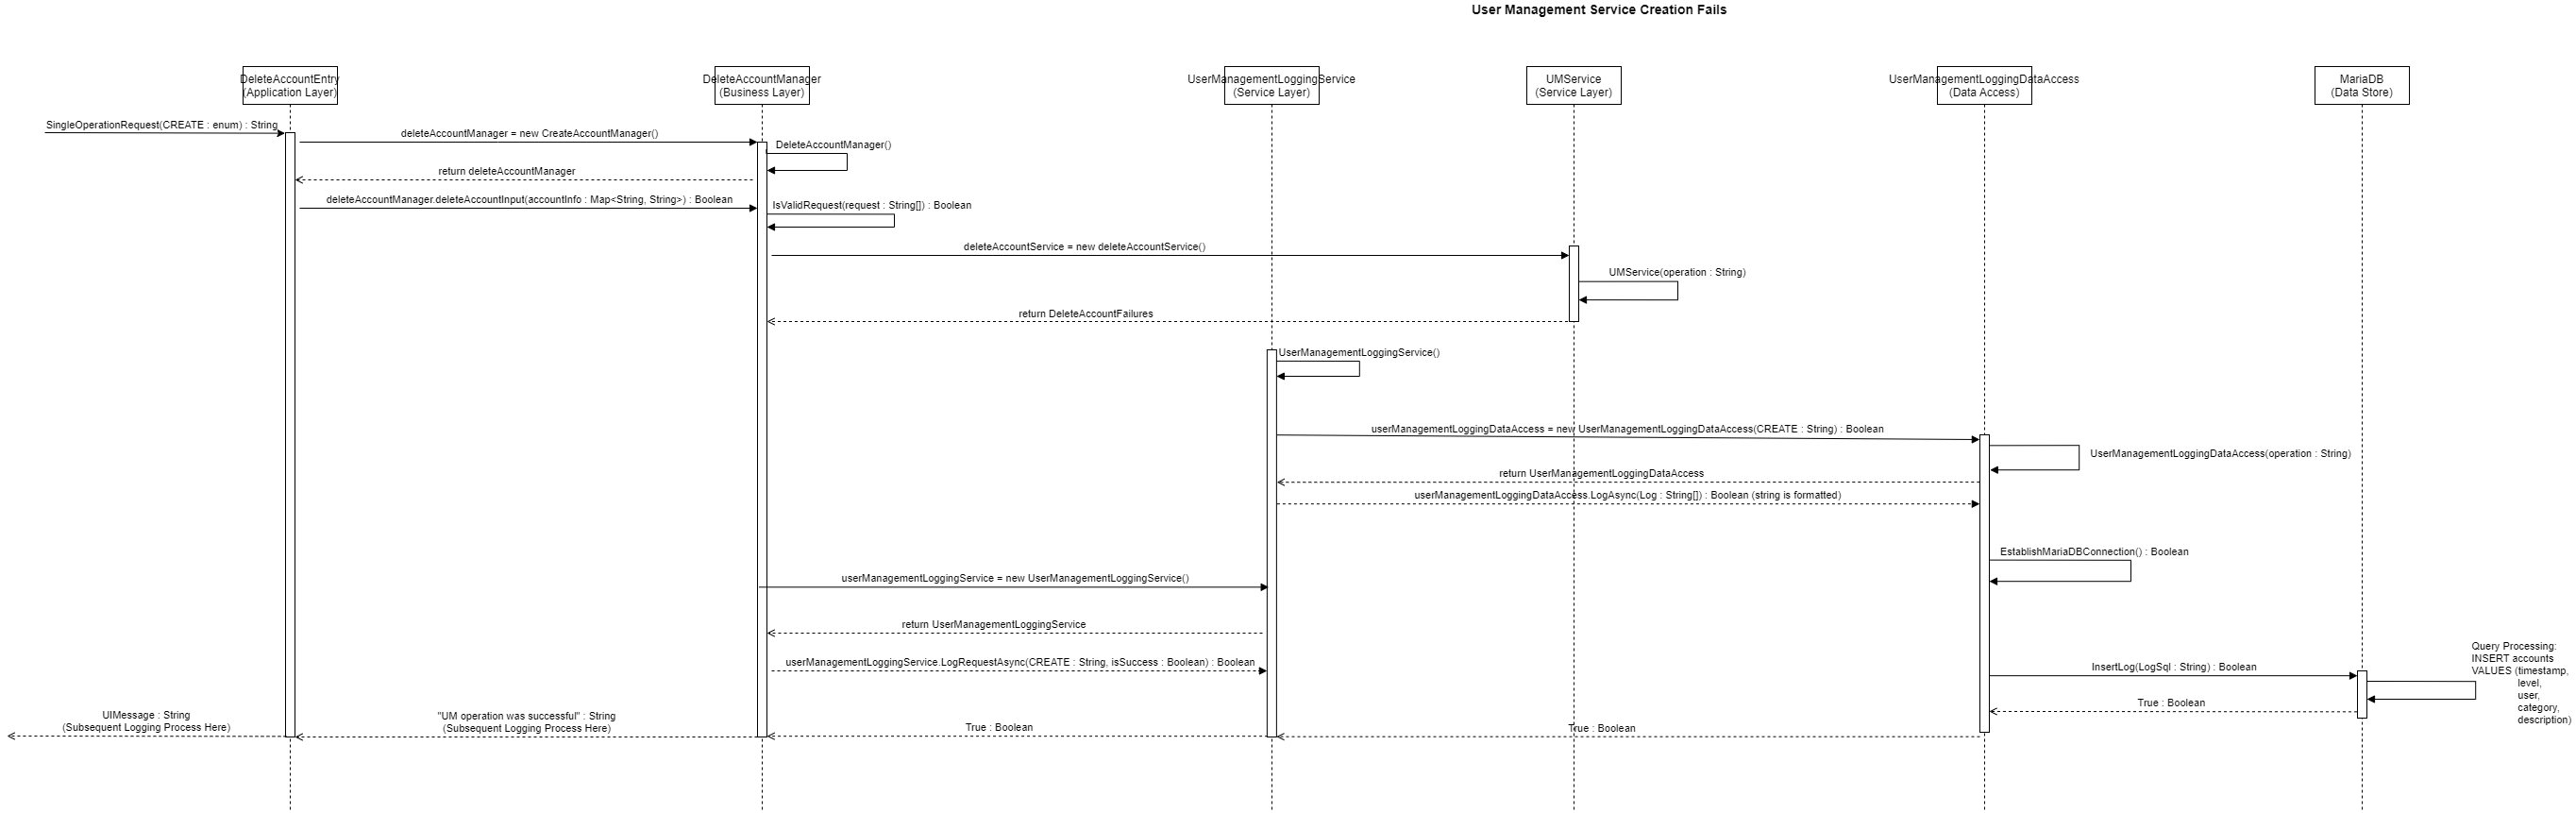 User Management Service Creation Fails
DeleteAccountEntry
(Application Layer)
DeleteAccountManager
(Business Layer)
UserManagementLoggingService
(Service Layer)
UMService
(Service Layer)
UserManagementLoggingDataAccess
(Data Access)
MariaDB
(Data Store)
SingleOperationRequest(CREATE : enum) : String
deleteAccountManager = new CreateAccountManager()
DeleteAccountManager()
return deleteAccountManager
deleteAccountManager.deleteAccountInput(accountInfo : Map<String, String>) : Boolean
IsValidRequest(request : String[]) : Boolean
deleteAccountService = new deleteAccountService()
UMService(operation : String)
return DeleteAccountFailures
UserManagementLoggingService()
userManagementLoggingDataAccess = new UserManagementLoggingDataAccess(CREATE : String) : Boolean
UserManagementLoggingDataAccess(operation : String)
return UserManagementLoggingDataAccess
userManagementLoggingDataAccess.LogAsync(Log : String[]) : Boolean (string is formatted)
EstablishMariaDBConnection() : Boolean
userManagementLoggingService = new UserManagementLoggingService()
return UserManagementLoggingService
userManagementLoggingService.LogRequestAsync(CREATE : String, isSuccess : Boolean) : Boolean
InsertLog(LogSql : String) : Boolean
Query Processing:
INSERT accounts
VALUES (timestamp,
level,
user,
category,
description)
True : Boolean
True : Boolean
True : Boolean
"UM operation was successful" : String
(Subsequent Logging Process Here)
UIMessage : String
(Subsequent Logging Process Here)